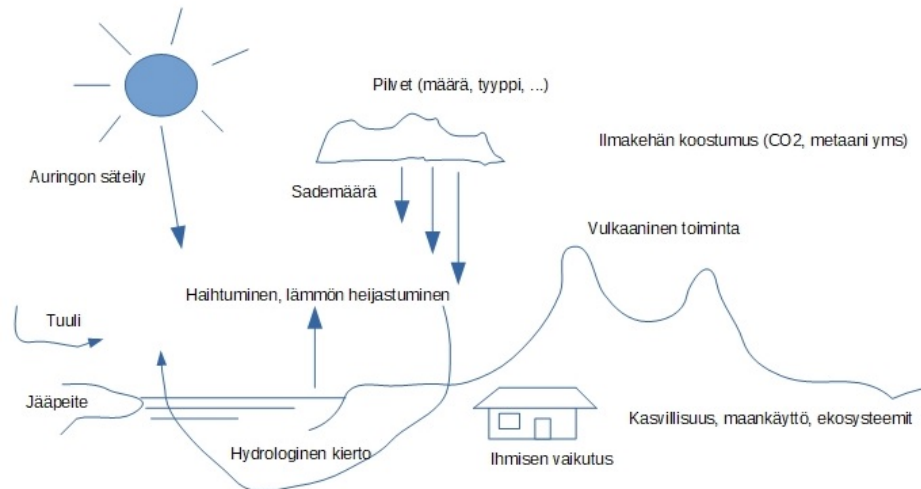 Pilvet (määrä, tyyppi, ...)
Ilmakehän koostumus (CO2, metaani yms)
Auringon säteily
Sademäärä
Vulkaaninen toiminta
Haihtuminen, lämmön heijastuminen
Tuuli
Jääpeite
Kasvillisuus, maankäyttö, ekosysteemit
Hydrologinen kierto
Ihmisen vaikutus